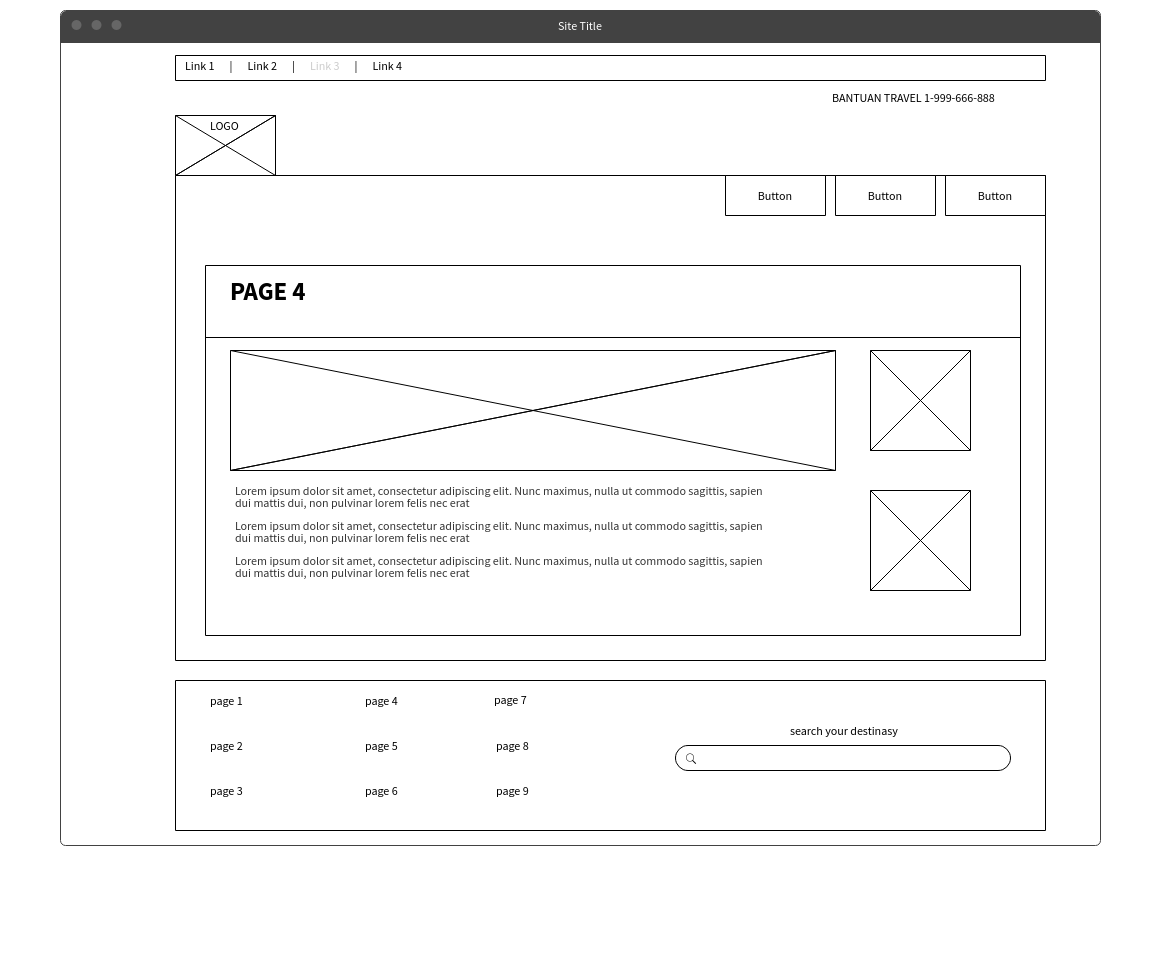 Site Title
Link 1 | Link 2 | Link 3 | Link 4
BANTUAN TRAVEL 1-999-666-888
LOGO
Button Button Button
PAGE 4
Lorem ipsum dolor sit amet, consectetur adipiscing elit. Nunc maximus, nulla ut commodo sagittis, sapien
dui mattis dui, non pulvinar lorem felis nec erat
Lorem ipsum dolor sit amet, consectetur adipiscing elit. Nunc maximus, nulla ut commodo sagittis, sapien
dui mattis dui, non pulvinar lorem felis nec erat
Lorem ipsum dolor sit amet, consectetur adipiscing elit. Nunc maximus, nulla ut commodo sagittis, sapien
dui mattis dui, non pulvinar lorem felis nec erat
page 1 page 4 page 7
search your destinasy
page 2 page 5 page 8
page 3 page 6 page 9